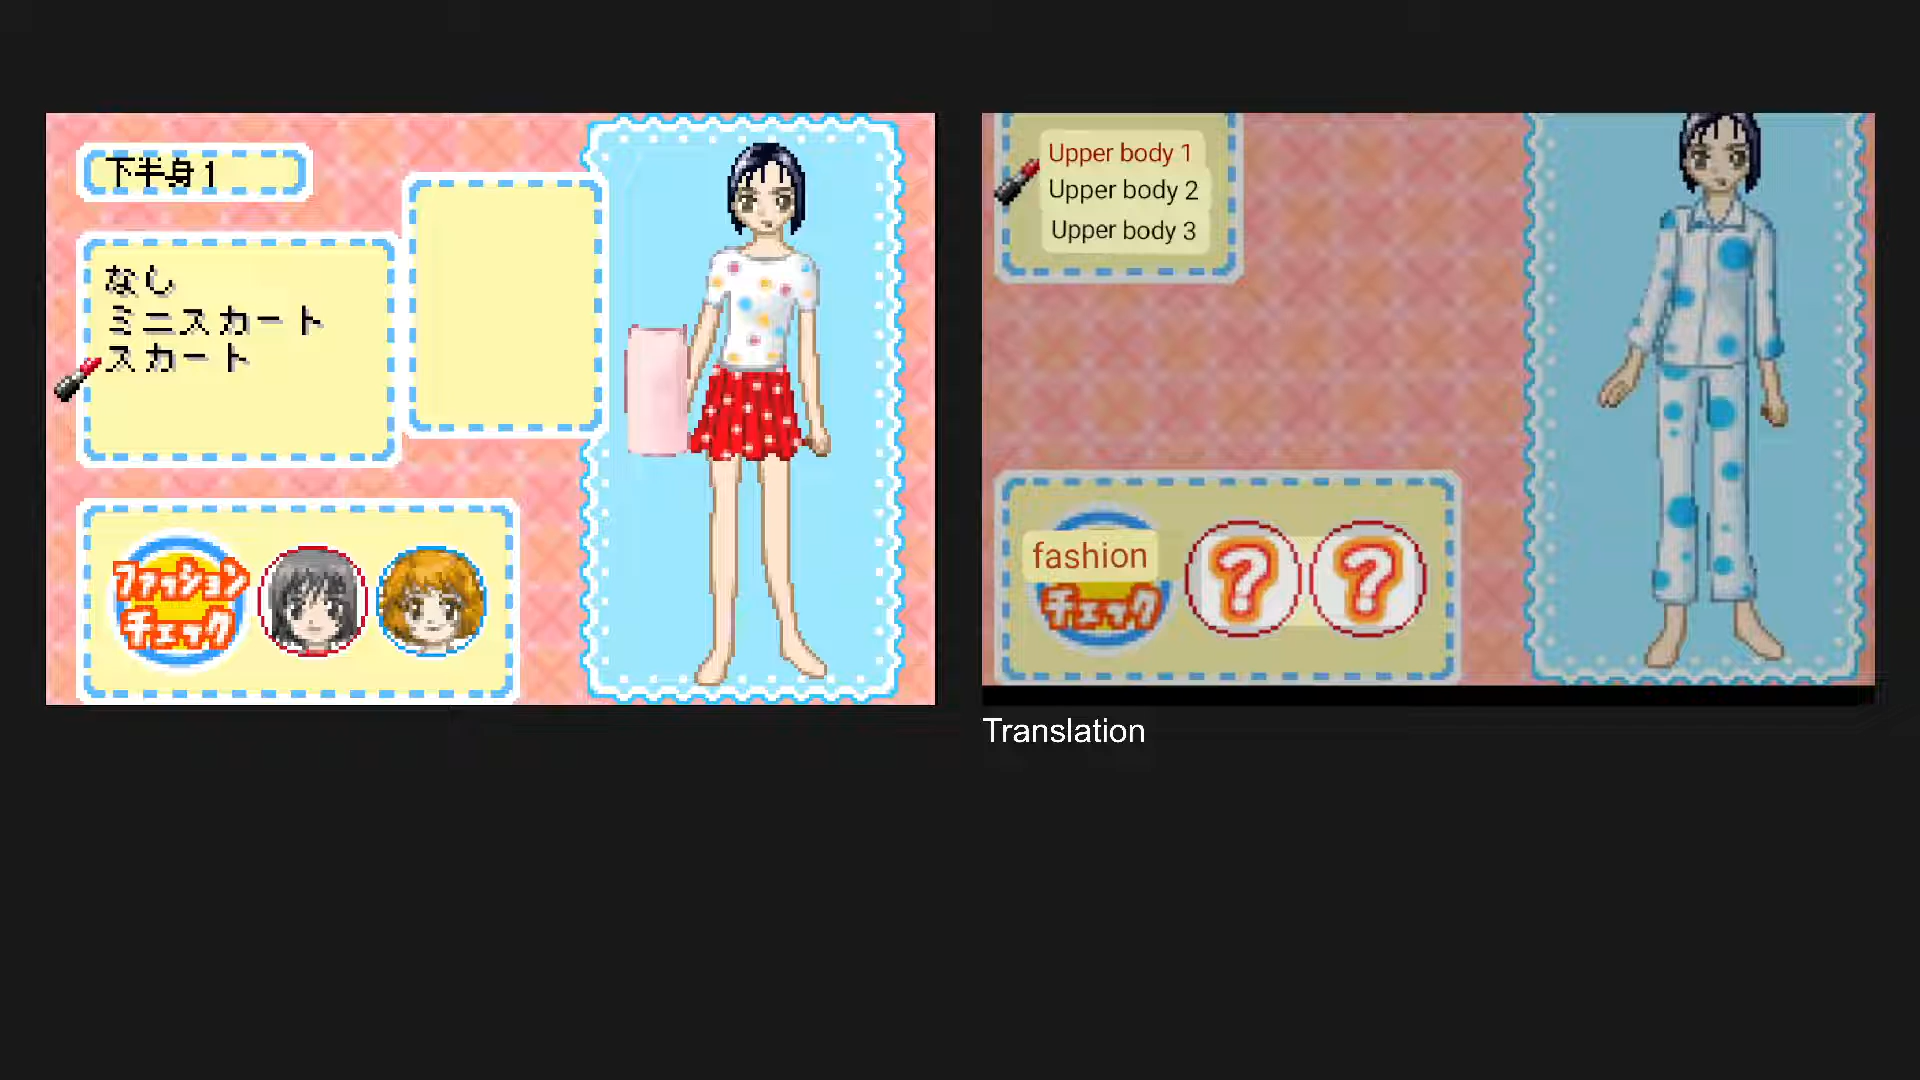 下半身1
なし
ミニスカート
スカート
ファッション
チェック
Upper body 1
Upper body 2
Upper body 3
fashion
チェック
? ?
Translation